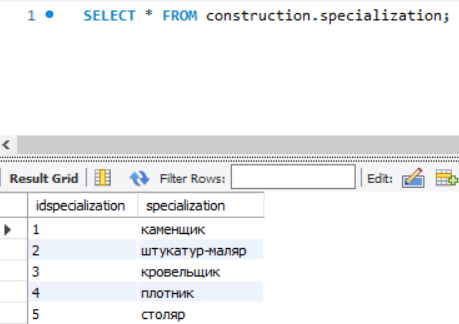 1 SELECT * FROM construction.specialization;
Result Grid Filter Rows: Edit:
idspecialization specialization
1 каменщик
2 штукатур-маляр
3 кровельщик
4 плотник
5 столяр